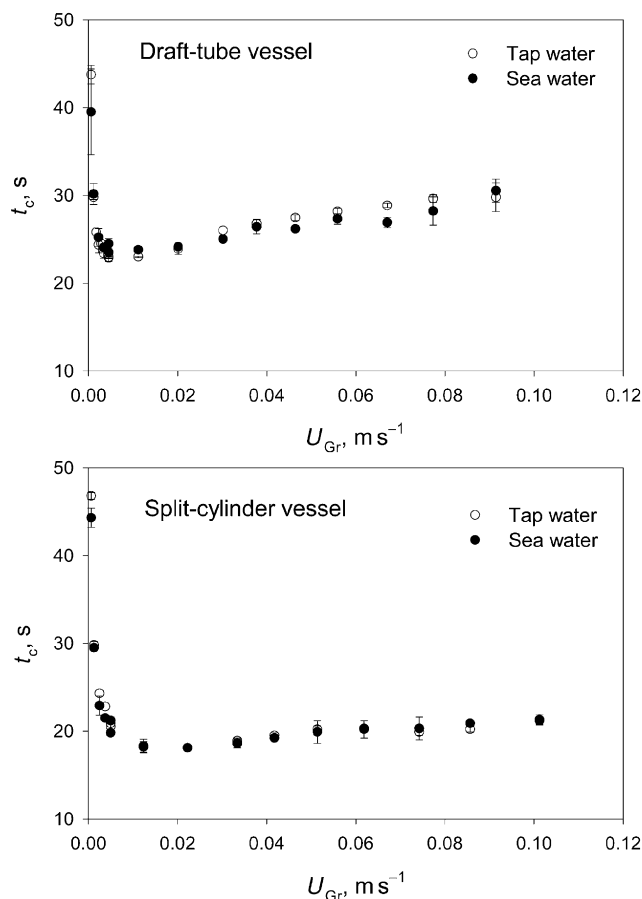 50
Draft-tube vessel
Tap water
Sea water
40
t_c, s
30
20
10
0.00 0.02 0.04 0.06 0.08 0.10 0.12
U_Gr, m s⁻¹
50
Split-cylinder vessel
Tap water
Sea water
40
t_c, s
30
20
10
0.00 0.02 0.04 0.06 0.08 0.10 0.12
U_Gr, m s⁻¹